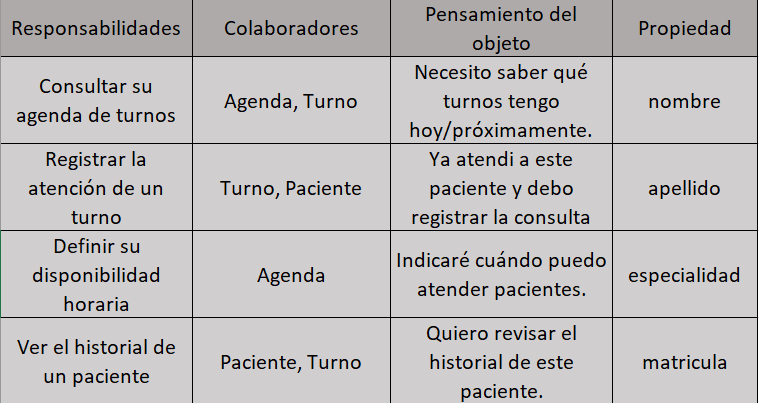 Responsabilidades
Colaboradores
Pensamiento del
objeto
Propiedad
Consultar su
agenda de turnos
Agenda, Turno
Necesito saber qué
turnos tengo
hoy/próximamente.
nombre
Registrar la
atención de un
turno
Turno, Paciente
Ya atendi a este
paciente y debo
registrar la consulta
apellido
Definir su
disponibilidad
horaria
Agenda
Indicaré cuándo puedo
atender pacientes.
especialidad
Ver el historial de
un paciente
Paciente, Turno
Quiero revisar el
historial de este
paciente.
matricula